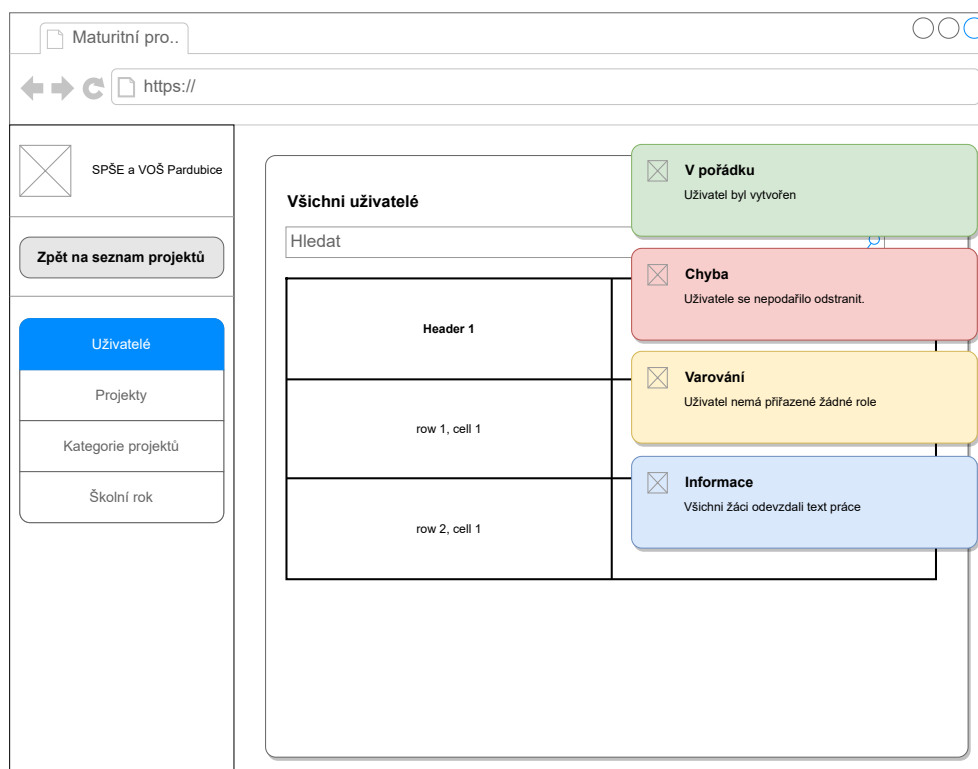 Maturitní pro..
https://
SPŠE a VOŠ Pardubice
Zpět na seznam projektů
Uživatelé
Projekty
Kategorie projektů
Školní rok
Všichni uživatelé
Hledat
Header 1
row 1, cell 1
row 2, cell 1
V pořádku
Uživatel byl vytvořen
Chyba
Uživatele se nepodařilo odstranit.
Varování
Uživatel nemá přiřazené žádné role
Informace
Všichni žáci odevzdali text práce